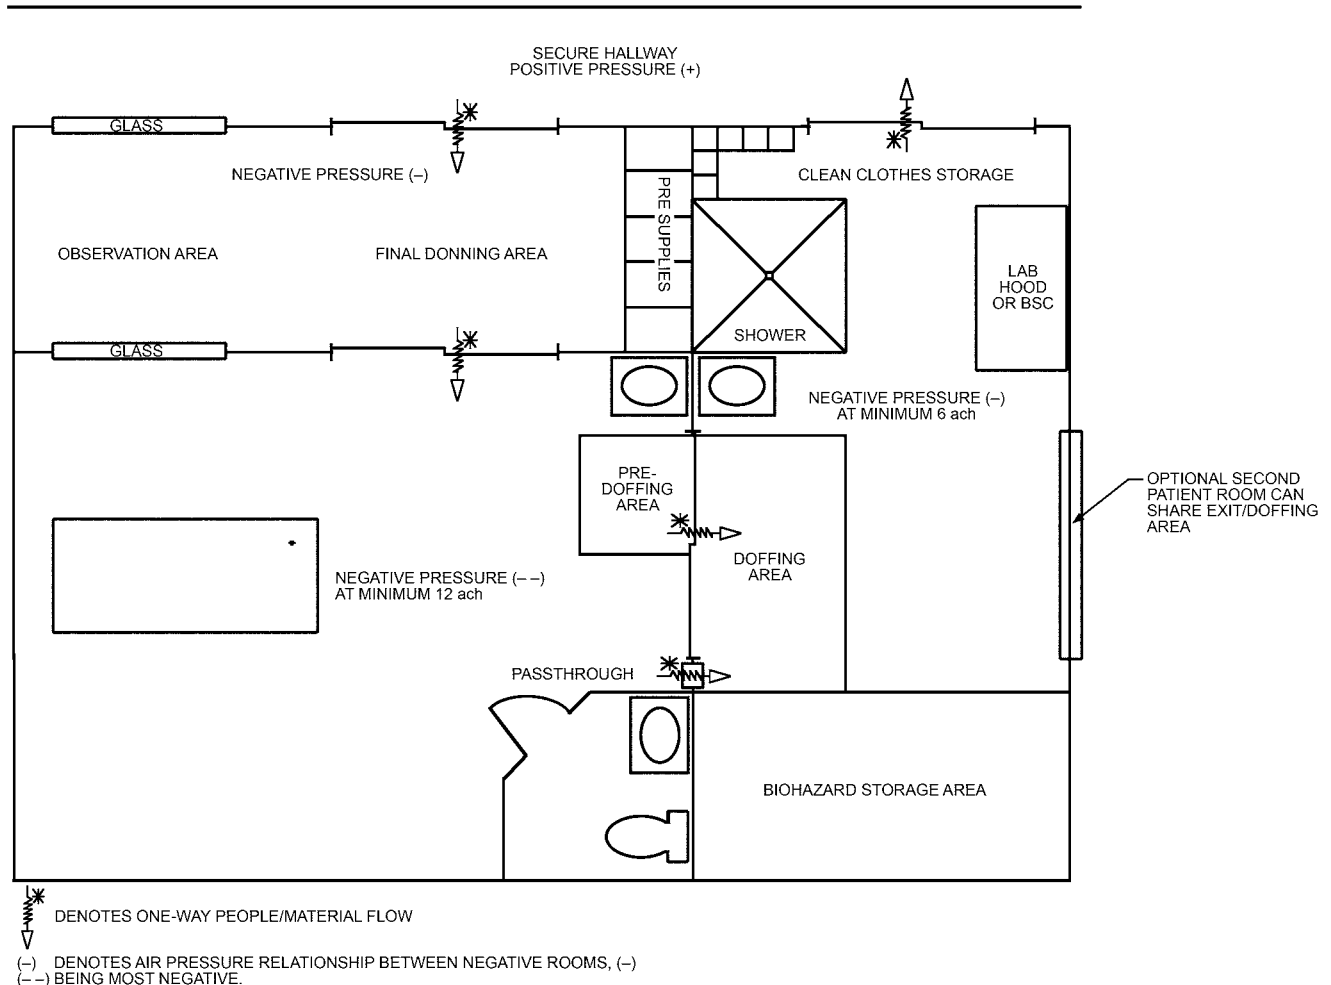 SECURE HALLWAY
POSITIVE PRESSURE (+)
GLASS
NEGATIVE PRESSURE (–)
CLEAN CLOTHES STORAGE
OBSERVATION AREA
FINAL DONNING AREA
PRE SUPPLIES
LAB
HOOD
OR BSC
SHOWER
GLASS
NEGATIVE PRESSURE (–)
AT MINIMUM 6 ach
PRE-
DOFFING
AREA
OPTIONAL SECOND
PATIENT ROOM CAN
SHARE EXIT/DOFFING
AREA
DOFFING
AREA
NEGATIVE PRESSURE (– –)
AT MINIMUM 12 ach
PASSTHROUGH
BIOHAZARD STORAGE AREA
DENOTES ONE-WAY PEOPLE/MATERIAL FLOW
(–) DENOTES AIR PRESSURE RELATIONSHIP BETWEEN NEGATIVE ROOMS, (–)
(– –) BEING MOST NEGATIVE.